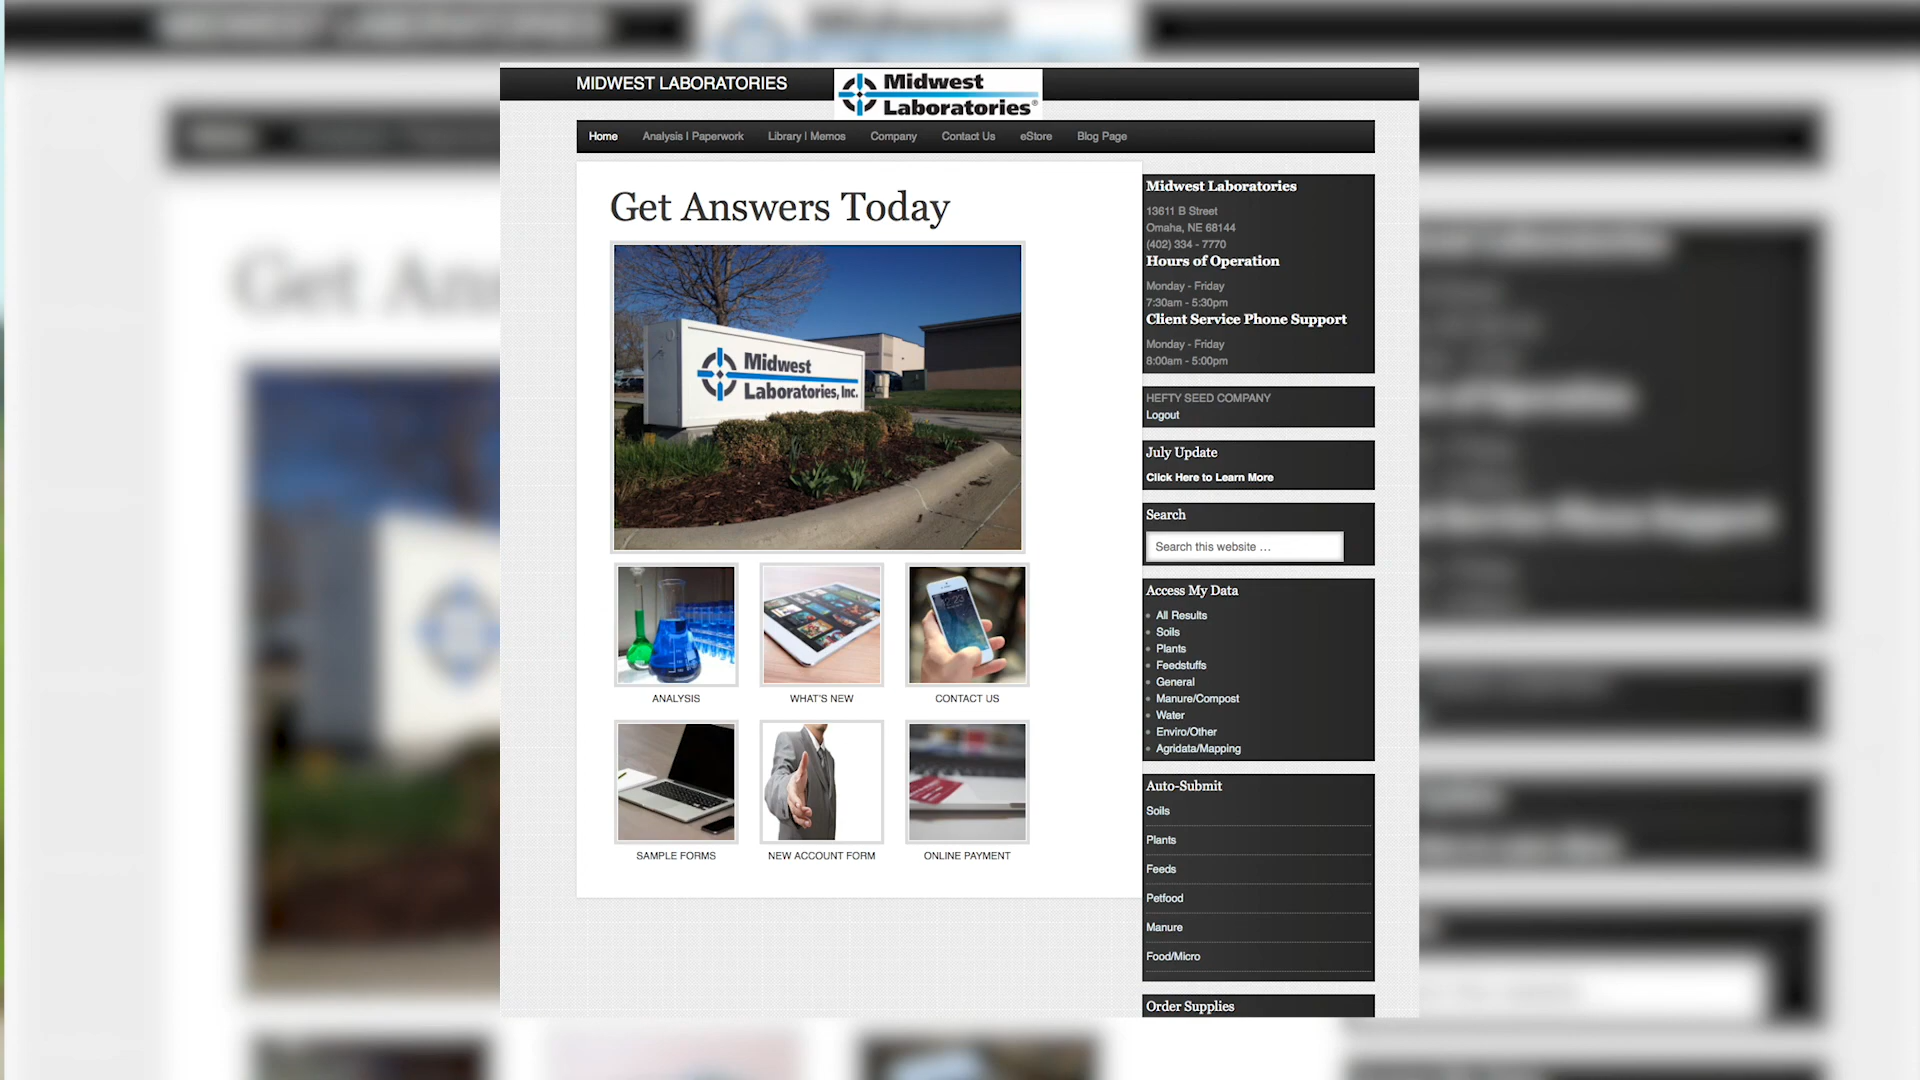 MIDWEST LABORATORIES
Midwest
Laboratories®
Home Analysis | Paperwork Library | Memos Company Contact Us eStore Blog Page
Get Answers Today
Midwest
Laboratories, Inc.
ANALYSIS WHAT'S NEW CONTACT US
SAMPLE FORMS NEW ACCOUNT FORM ONLINE PAYMENT
Midwest Laboratories
13611 B Street
Omaha, NE 68144
(402) 334 - 7770
Hours of Operation
Monday - Friday
7:30am - 5:30pm
Client Service Phone Support
Monday - Friday
8:00am - 5:00pm
HEFTY SEED COMPANY
Logout
July Update
Click Here to Learn More
Search
Search this website …
Access My Data
All Results
Soils
Plants
Feedstuffs
General
Manure/Compost
Water
Enviro/Other
Agridata/Mapping
Auto-Submit
Soils
Plants
Feeds
Petfood
Manure
Food/Micro
Order Supplies